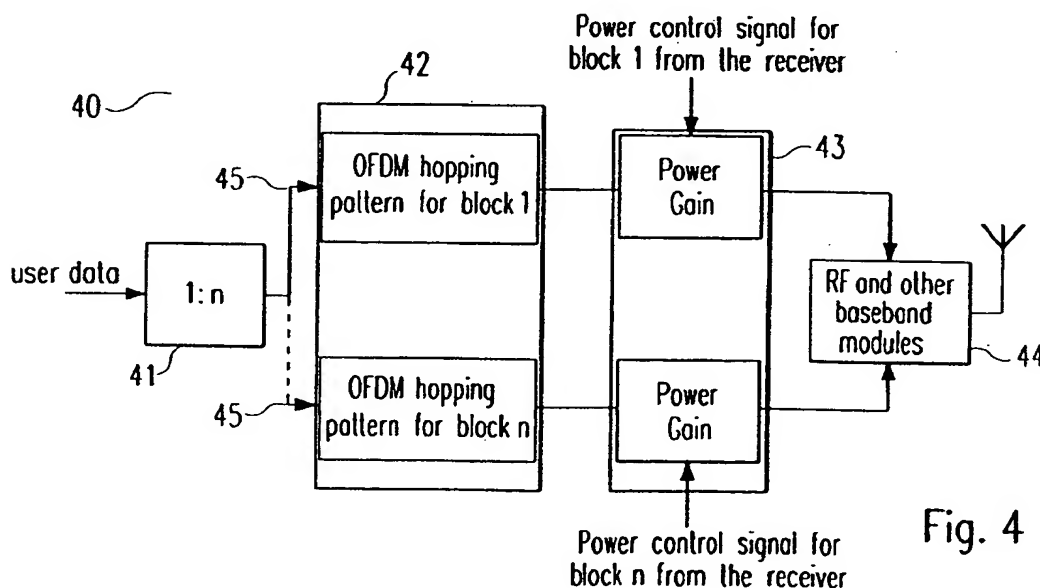 Power control signal for
block 1 from the receiver
42
40
43
45
OFDM hopping
pattern for block 1
Power
Gain
user data
1:n
RF and other
baseband
modules
41
44
45
OFDM hopping
pattern for block n
Power
Gain
Power control signal for
block n from the receiver
Fig. 4